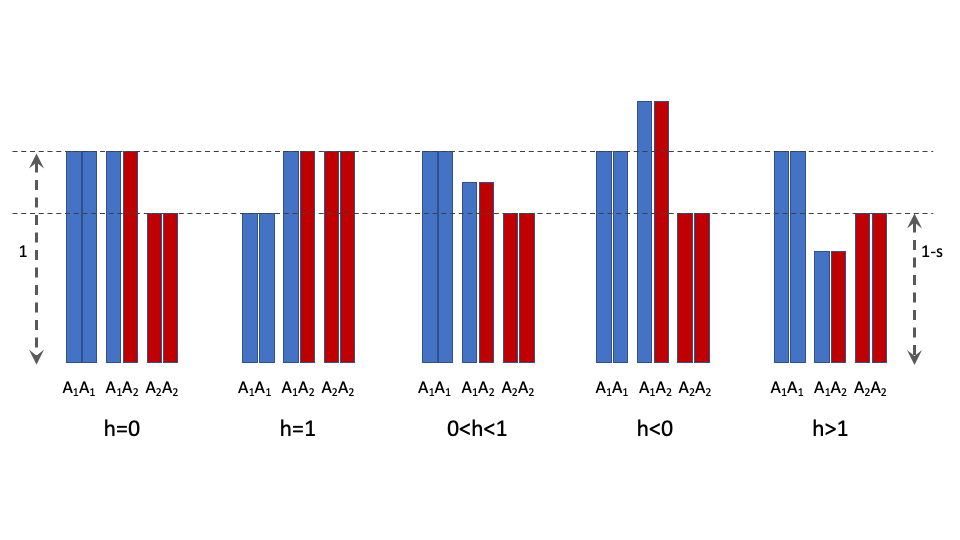 1
1-s
A₁A₁ A₁A₂ A₂A₂ A₁A₁ A₁A₂ A₂A₂ A₁A₁ A₁A₂ A₂A₂ A₁A₁ A₁A₂ A₂A₂ A₁A₁ A₁A₂ A₂A₂
h=0 h=1 0<h<1 h<0 h>1